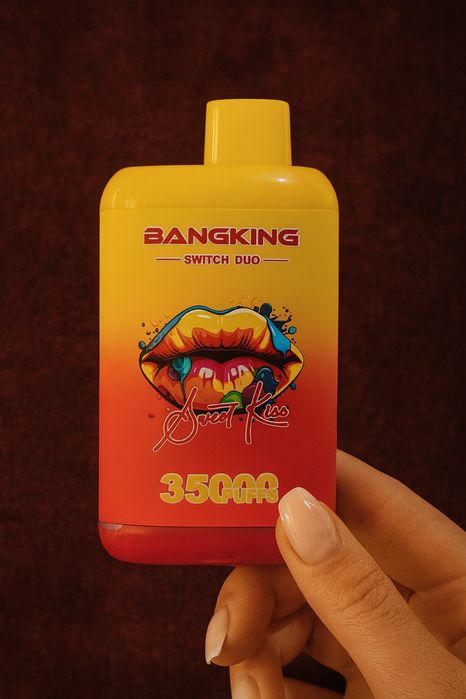 BANGKING
SWITCH DUO
Sweet Kiss
35000
PUFFS